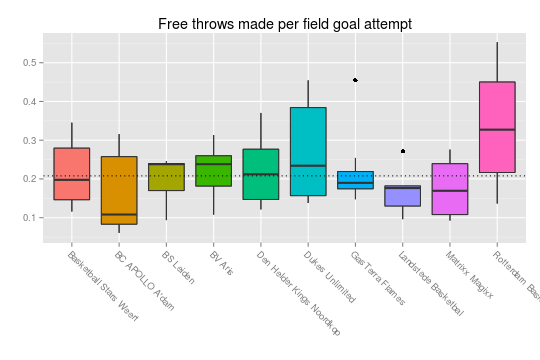 Free throws made per field goal attempt
0.5
0.4
0.3
0.2
0.1
Basketball Stars Weert
BC APOLLO A'dam
BS Leiden
BV Aris
Den Helder Kings Noordkop
Dukes Unlimited
GasTerra Flames
Landstede Basketbal
Matrixx Magixx
Rotterdam Bas